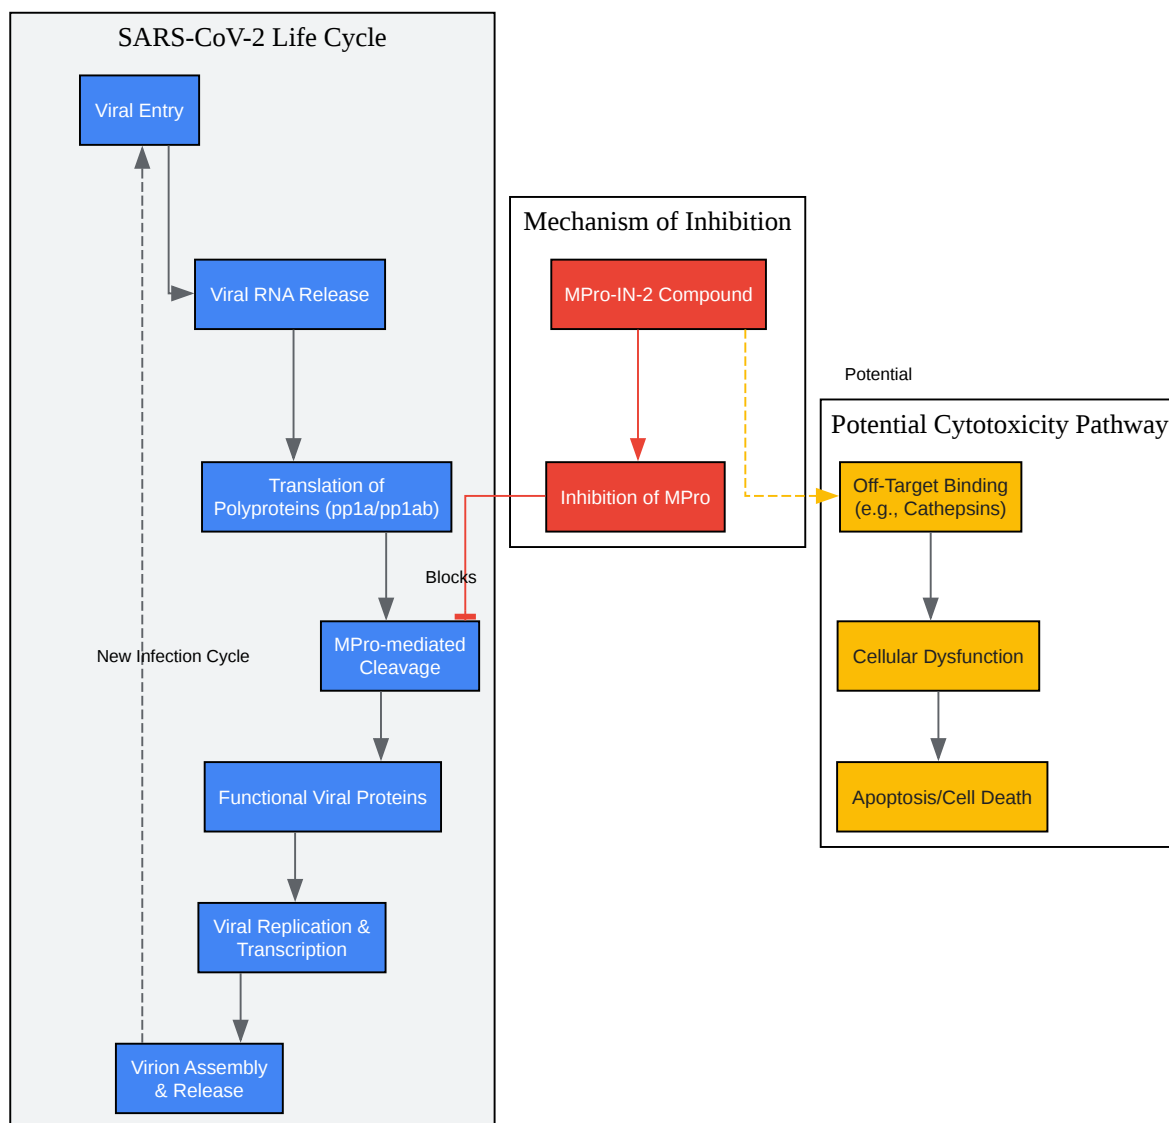 SARS-CoV-2 Life Cycle
Viral Entry
Viral RNA Release
Translation of
Polyproteins (pp1a/pp1ab)
Blocks
MPro-mediated
Cleavage
New Infection Cycle
Functional Viral Proteins
Viral Replication &
Transcription
Virion Assembly
& Release
Mechanism of Inhibition
MPro-IN-2 Compound
Inhibition of MPro
Potential
Potential Cytotoxicity Pathway
Off-Target Binding
(e.g., Cathepsins)
Cellular Dysfunction
Apoptosis/Cell Death